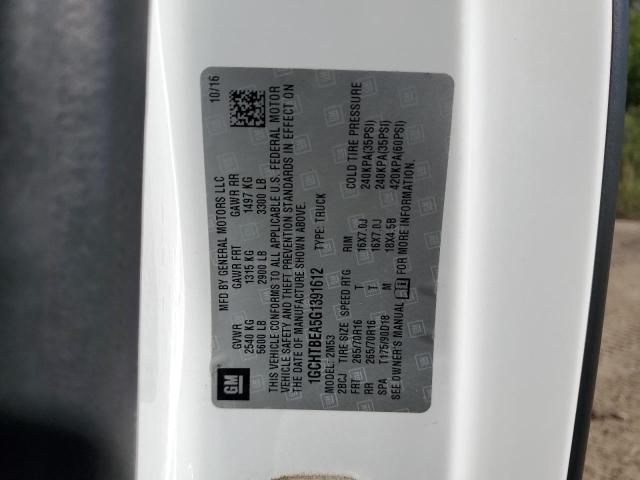 GM
MFD BY GENERAL MOTORS LLC
10/16
GVWR GAWR FRT GAWR RR
2540 KG 1315 KG 1497 KG
5600 LB 2900 LB 3300 LB
THIS VEHICLE CONFORMS TO ALL APPLICABLE U.S. FEDERAL MOTOR
VEHICLE SAFETY AND THEFT PREVENTION STANDARDS IN EFFECT ON
THE DATE OF MANUFACTURE SHOWN ABOVE.
1GCHTBEA5G1391612
MODEL: 2M53 TYPE: TRUCK
2BCJ TIRE SIZE SPEED RTG RIM COLD TIRE PRESSURE
FRT 265/70R16 T 16X7.0J 240KPA(35PSI)
RR 265/70R16 T 16X7.0J 240KPA(35PSI)
SPA T175/90D18 M 18X4.5B 420KPA(60PSI)
SEE OWNER'S MANUAL FOR MORE INFORMATION.